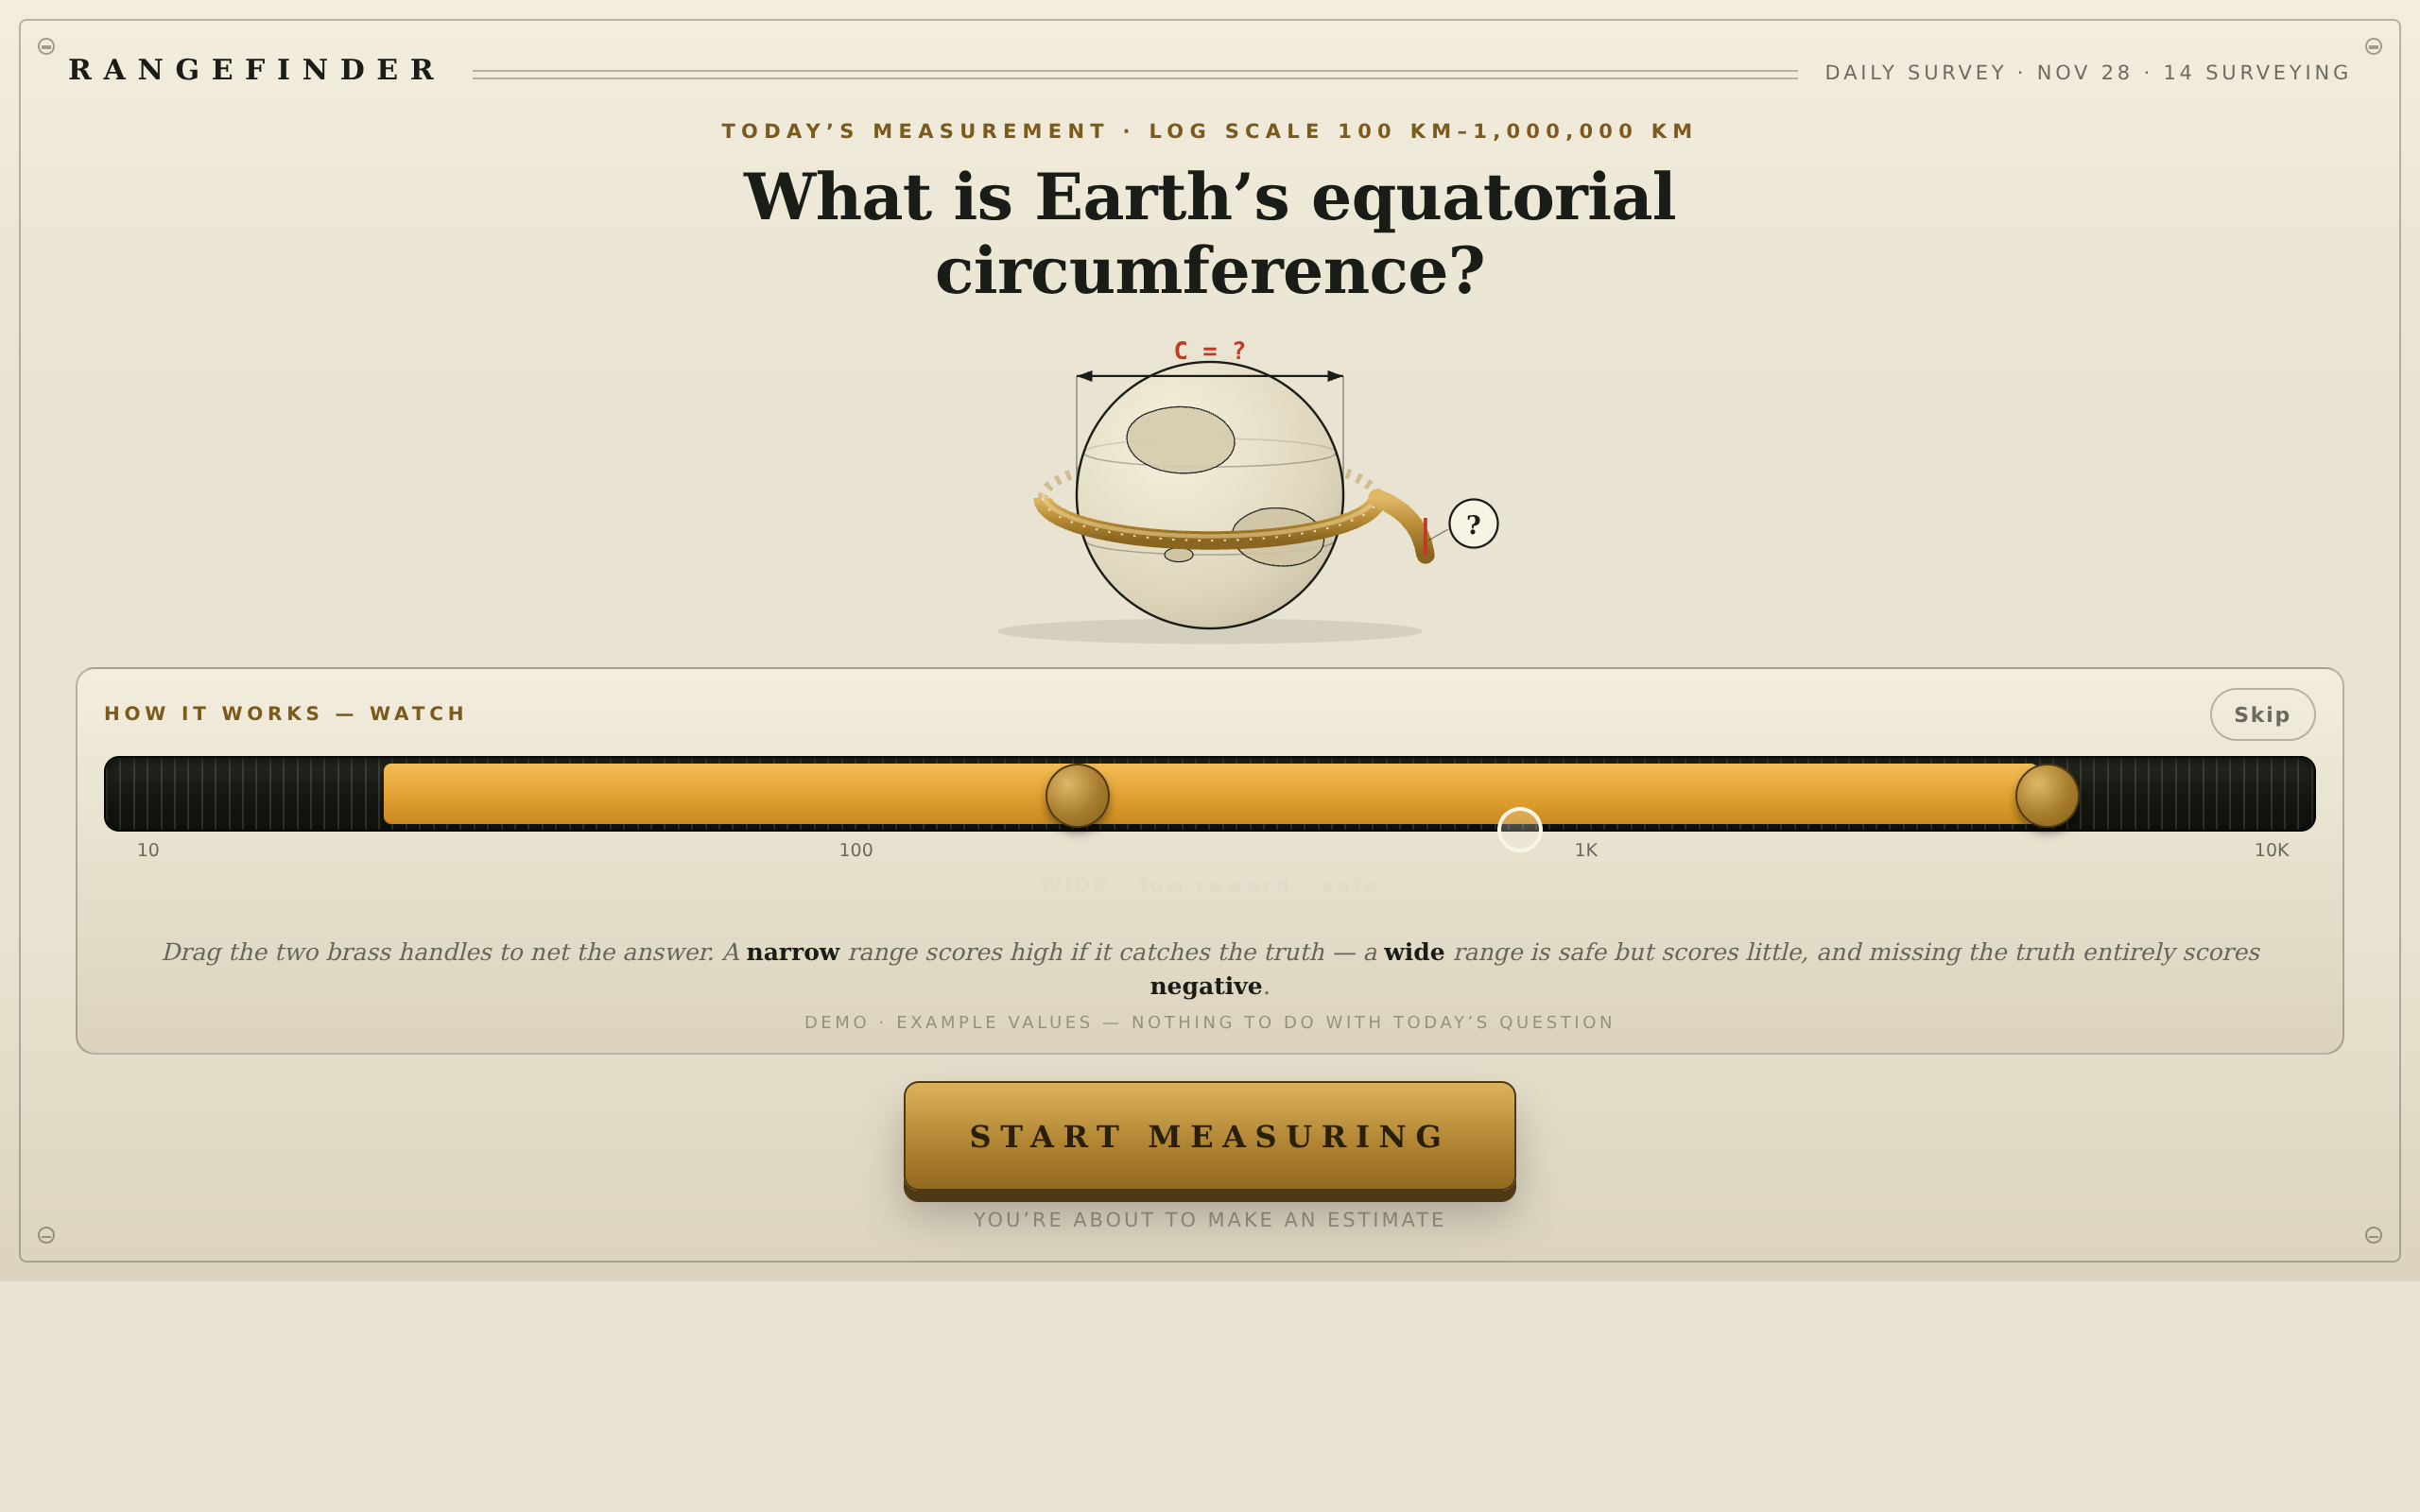 RANGEFINDER
DAILY SURVEY · NOV 28 · 14 SURVEYING
TODAY’S MEASUREMENT · LOG SCALE 100 KM–1,000,000 KM
What is Earth’s equatorial
circumference?
C = ?
?
HOW IT WORKS — WATCH
Skip
10 100 1K 10K
WIDE · low reward · safe
Drag the two brass handles to net the answer. A narrow range scores high if it catches the truth — a wide range is safe but scores little, and missing the truth entirely scores
negative.
DEMO · EXAMPLE VALUES — NOTHING TO DO WITH TODAY’S QUESTION
START MEASURING
YOU’RE ABOUT TO MAKE AN ESTIMATE